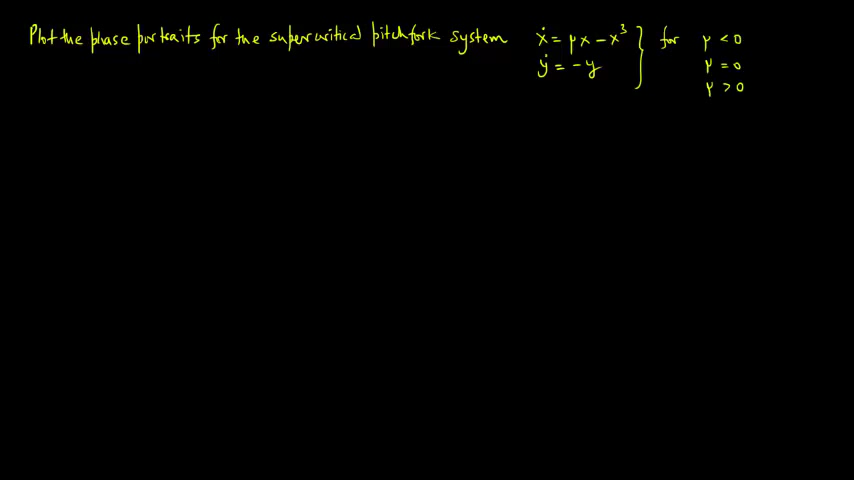 Plot the phase portraits for the supercritical pitchfork system ẋ = μx − x³ } for μ < 0
ẏ = −y μ = 0
μ > 0